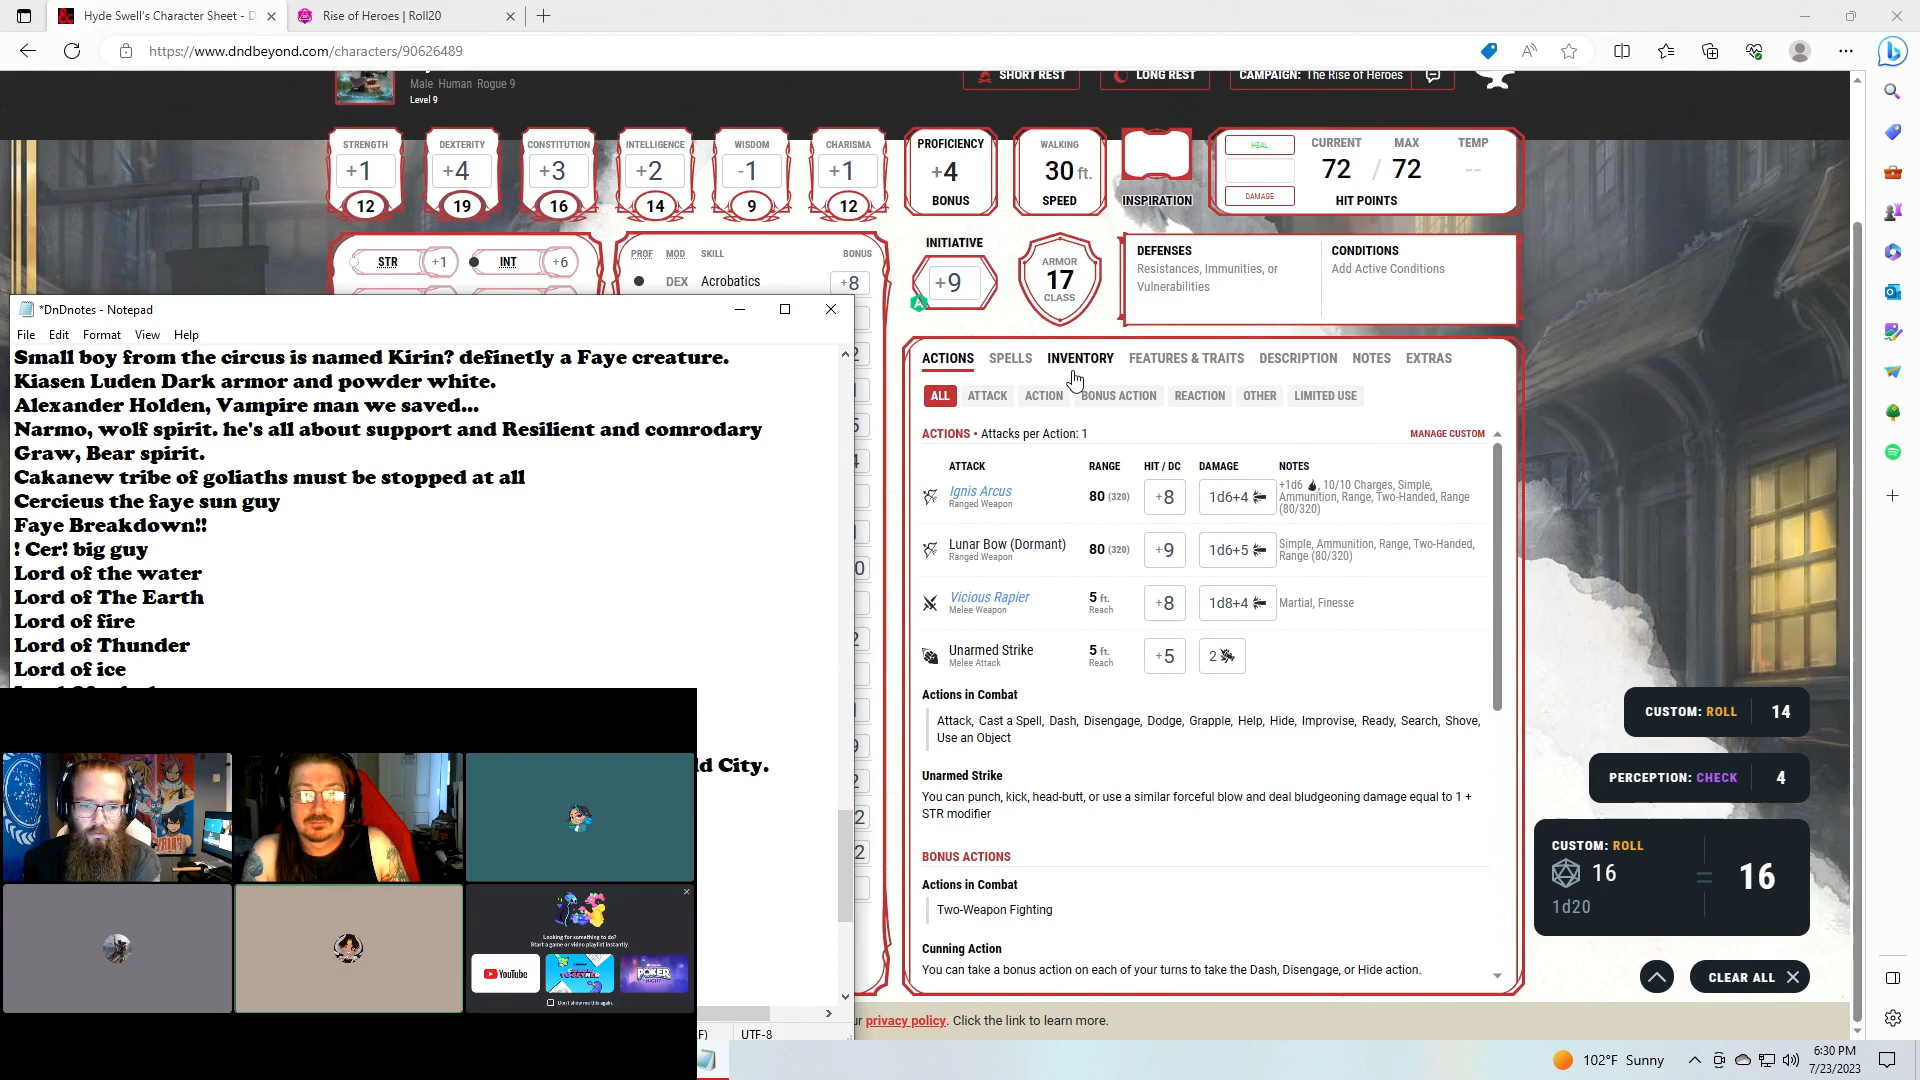 Hyde Swell's Character Sheet - D
Rise of Heroes | Roll20
https://www.dndbeyond.com/characters/90626489
Male Human Rogue 9
Level 9
SHORT REST
LONG REST
CAMPAIGN: The Rise of Heroes
STRENGTH
+1
12
DEXTERITY
+4
19
CONSTITUTION
+3
16
INTELLIGENCE
+2
14
WISDOM
-1
9
CHARISMA
+1
12
PROFICIENCY
+4
BONUS
WALKING
30 ft.
SPEED
INSPIRATION
HEAL
DAMAGE
CURRENT
72
/
MAX
72
TEMP
--
HIT POINTS
STR +1
INT +6
PROF MOD SKILL BONUS
DEX Acrobatics +8
INITIATIVE
+9
ARMOR
17
CLASS
DEFENSES
Resistances, Immunities, or
Vulnerabilities
CONDITIONS
Add Active Conditions
*DnDnotes - Notepad
File Edit Format View Help
Small boy from the circus is named Kirin? definetly a Faye creature.
Kiasen Luden Dark armor and powder white.
Alexander Holden, Vampire man we saved...
Narmo, wolf spirit. he's all about support and Resilient and comrodary
Graw, Bear spirit.
Cakanew tribe of goliaths must be stopped at all
Cercieus the faye sun guy
Faye Breakdown!!
! Cer! big guy
Lord of the water
Lord of The Earth
Lord of fire
Lord of Thunder
Lord of ice
ld City.
UTF-8
ACTIONS SPELLS INVENTORY FEATURES & TRAITS DESCRIPTION NOTES EXTRAS
ALL ATTACK ACTION BONUS ACTION REACTION OTHER LIMITED USE
ACTIONS • Attacks per Action: 1
MANAGE CUSTOM
ATTACK RANGE HIT / DC DAMAGE NOTES
Ignis Arcus
Ranged Weapon
80 (320)
+8
1d6+4
+1d6 , 10/10 Charges, Simple,
Ammunition, Range, Two-Handed, Range
(80/320)
Lunar Bow (Dormant)
Ranged Weapon
80 (320)
+9
1d6+5
Simple, Ammunition, Range, Two-Handed,
Range (80/320)
Vicious Rapier
Melee Weapon
5 ft.
Reach
+8
1d8+4
Martial, Finesse
Unarmed Strike
Melee Attack
5 ft.
Reach
+5
2
Actions in Combat
Attack, Cast a Spell, Dash, Disengage, Dodge, Grapple, Help, Hide, Improvise, Ready, Search, Shove,
Use an Object
Unarmed Strike
You can punch, kick, head-butt, or use a similar forceful blow and deal bludgeoning damage equal to 1 +
STR modifier
BONUS ACTIONS
Actions in Combat
Two-Weapon Fighting
Cunning Action
You can take a bonus action on each of your turns to take the Dash, Disengage, or Hide action.
privacy policy. Click the link to learn more.
CUSTOM: ROLL 14
PERCEPTION: CHECK 4
CUSTOM: ROLL
16
1d20
=
16
CLEAR ALL
Looking for something to do?
Start a game or video playlist instantly.
YouTube
POKER
NIGHT
Don't show me this again.
102°F Sunny
6:30 PM
7/23/2023